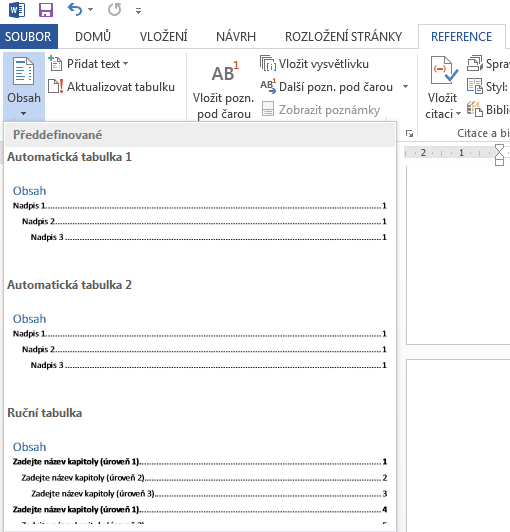 SOUBOR DOMŮ VLOŽENÍ NÁVRH ROZLOŽENÍ STRÁNKY REFERENCE
Obsah
Přidat text
Aktualizovat tabulku
AB1
Vložit pozn.
pod čarou
Vložit vysvětlivku
AB Další pozn. pod čarou
Zobrazit poznámky
Vložit
citaci
Sprá
Styl:
Bibli
Citace a bi
Předdefinované
Automatická tabulka 1
Obsah
Nadpis 1.....1
Nadpis 2.....1
Nadpis 3.....1
Automatická tabulka 2
Obsah
Nadpis 1.....1
Nadpis 2.....1
Nadpis 3.....1
Ruční tabulka
Obsah
Zadejte název kapitoly (úroveň 1).....1
Zadejte název kapitoly (úroveň 2).....2
Zadejte název kapitoly (úroveň 3).....3
Zadejte název kapitoly (úroveň 1).....4
2 1